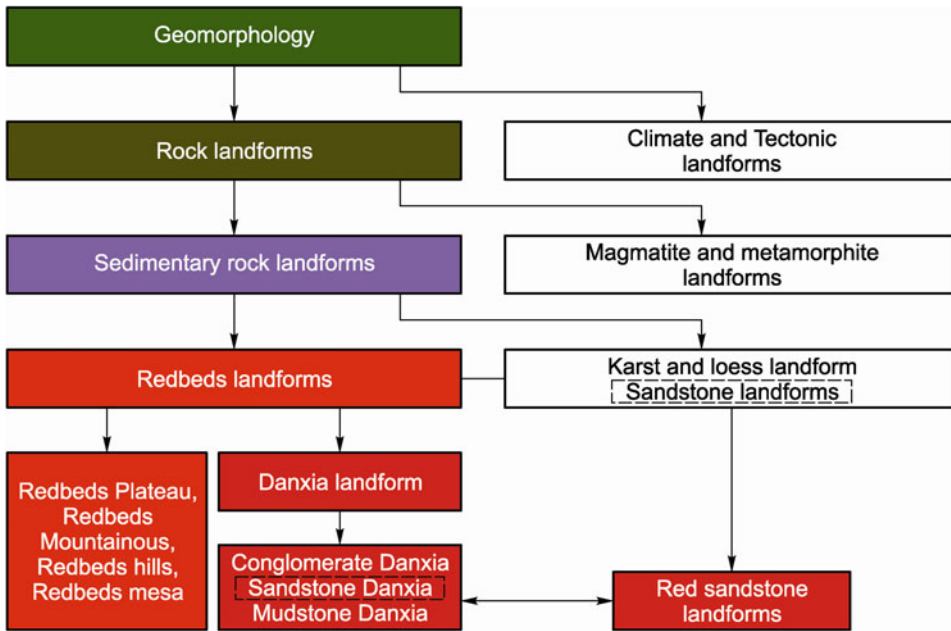 Geomorphology
Rock landforms
Climate and Tectonic
landforms
Sedimentary rock landforms
Magmatite and metamorphite
landforms
Redbeds landforms
Karst and loess landform
Sandstone landforms
Redbeds Plateau,
Redbeds
Mountainous,
Redbeds hills,
Redbeds mesa
Danxia landform
Conglomerate Danxia
Sandstone Danxia
Mudstone Danxia
Red sandstone
landforms